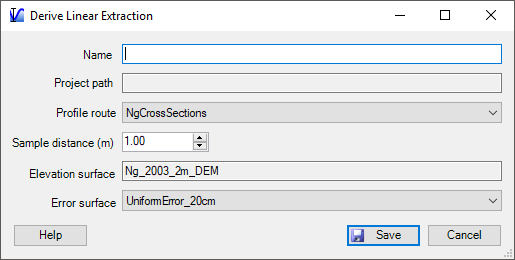 Derive Linear Extraction
Name
Project path
Profile route NgCrossSections
Sample distance (m) 1.00
Elevation surface Ng_2003_2m_DEM
Error surface UniformError_20cm
Help Save Cancel